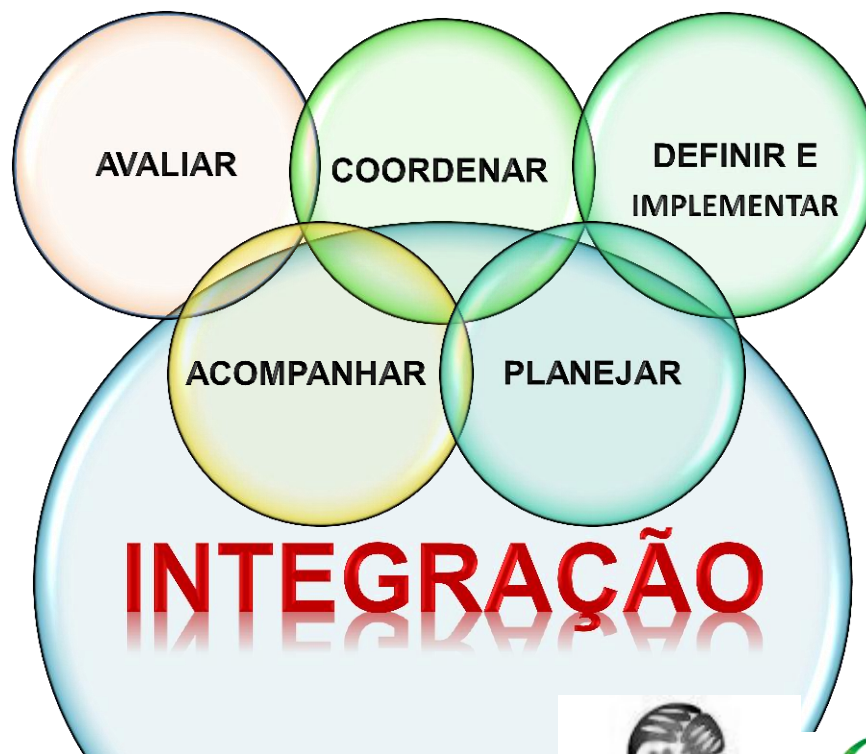 AVALIAR
COORDENAR
DEFINIR E
IMPLEMENTAR
ACOMPANHAR
PLANEJAR
INTEGRAÇÃO